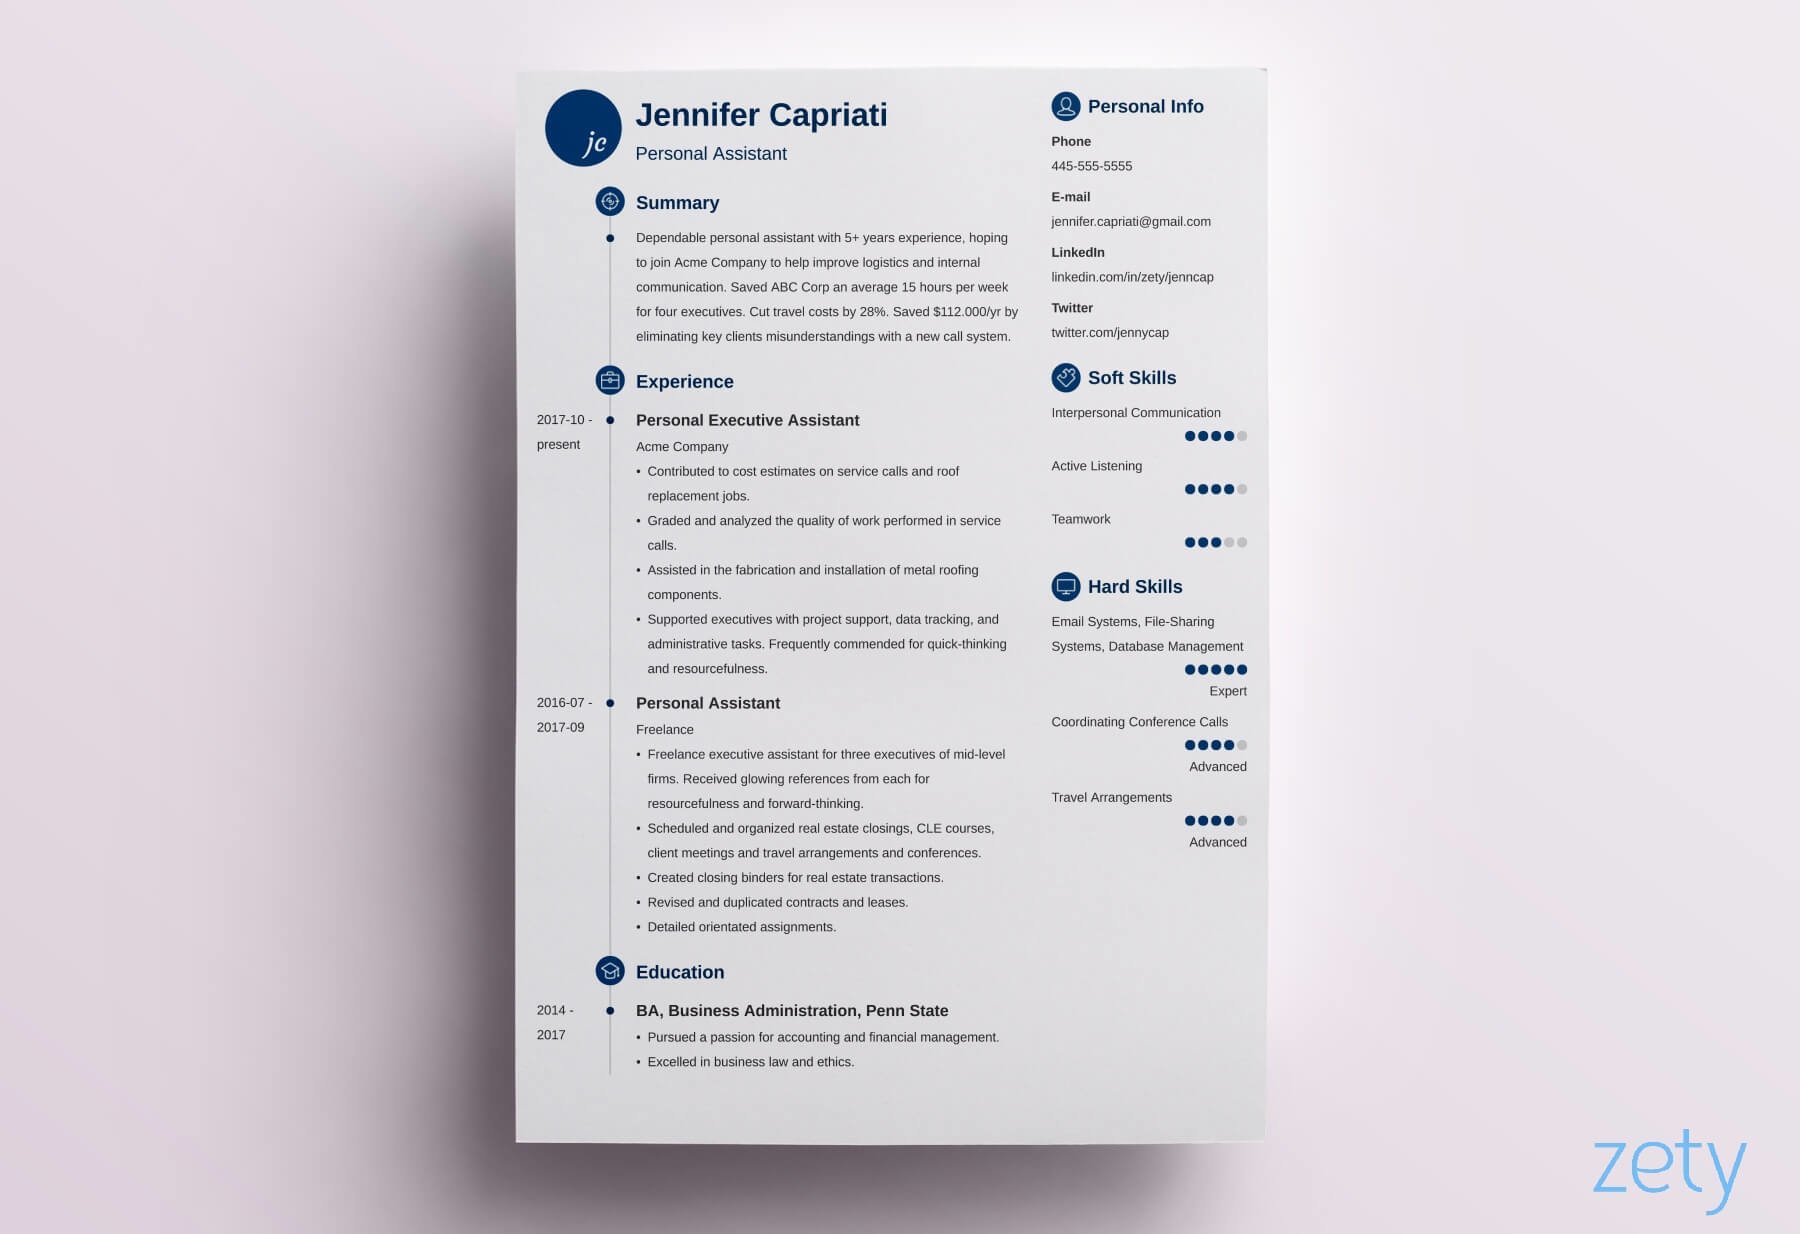 jc
Jennifer Capriati
Personal Assistant
Summary
Dependable personal assistant with 5+ years experience, hoping
to join Acme Company to help improve logistics and internal
communication. Saved ABC Corp an average 15 hours per week
for four executives. Cut travel costs by 28%. Saved $112.000/yr by
eliminating key clients misunderstandings with a new call system.
Experience
2017-10 -
present
Personal Executive Assistant
Acme Company
• Contributed to cost estimates on service calls and roof
replacement jobs.
• Graded and analyzed the quality of work performed in service
calls.
• Assisted in the fabrication and installation of metal roofing
components.
• Supported executives with project support, data tracking, and
administrative tasks. Frequently commended for quick-thinking
and resourcefulness.
2016-07 -
2017-09
Personal Assistant
Freelance
• Freelance executive assistant for three executives of mid-level
firms. Received glowing references from each for
resourcefulness and forward-thinking.
• Scheduled and organized real estate closings, CLE courses,
client meetings and travel arrangements and conferences.
• Created closing binders for real estate transactions.
• Revised and duplicated contracts and leases.
• Detailed orientated assignments.
Education
2014 -
2017
BA, Business Administration, Penn State
• Pursued a passion for accounting and financial management.
• Excelled in business law and ethics.
Personal Info
Phone
445-555-5555
E-mail
jennifer.capriati@gmail.com
LinkedIn
linkedin.com/in/zety/jenncap
Twitter
twitter.com/jennycap
Soft Skills
Interpersonal Communication
Active Listening
Teamwork
Hard Skills
Email Systems, File-Sharing
Systems, Database Management
Expert
Coordinating Conference Calls
Advanced
Travel Arrangements
Advanced
zety